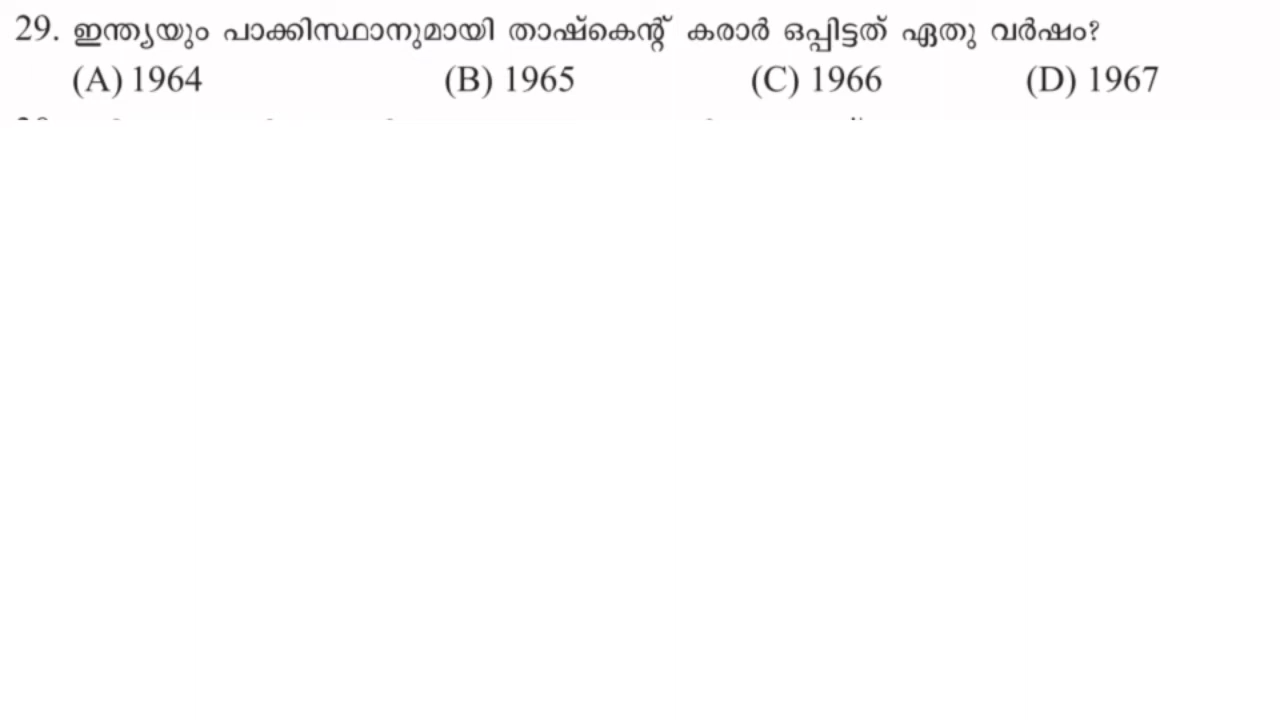 29. ഇന്ത്യയും പാക്കിസ്ഥാനുമായി താഷ്കെന്റ് കരാർ ഒപ്പിട്ടത് ഏതു വർഷം?
(A) 1964 (B) 1965 (C) 1966 (D) 1967